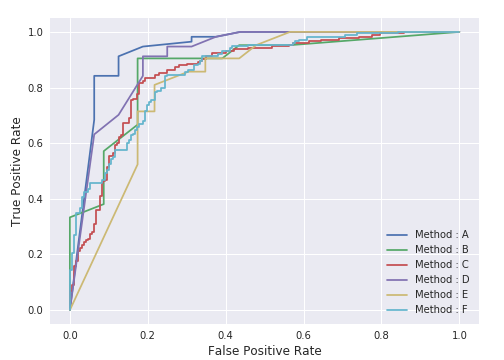 1.0
0.8
0.6
0.4
0.2
0.0
True Positive Rate
0.0 0.2 0.4 0.6 0.8 1.0
False Positive Rate
Method : A
Method : B
Method : C
Method : D
Method : E
Method : F